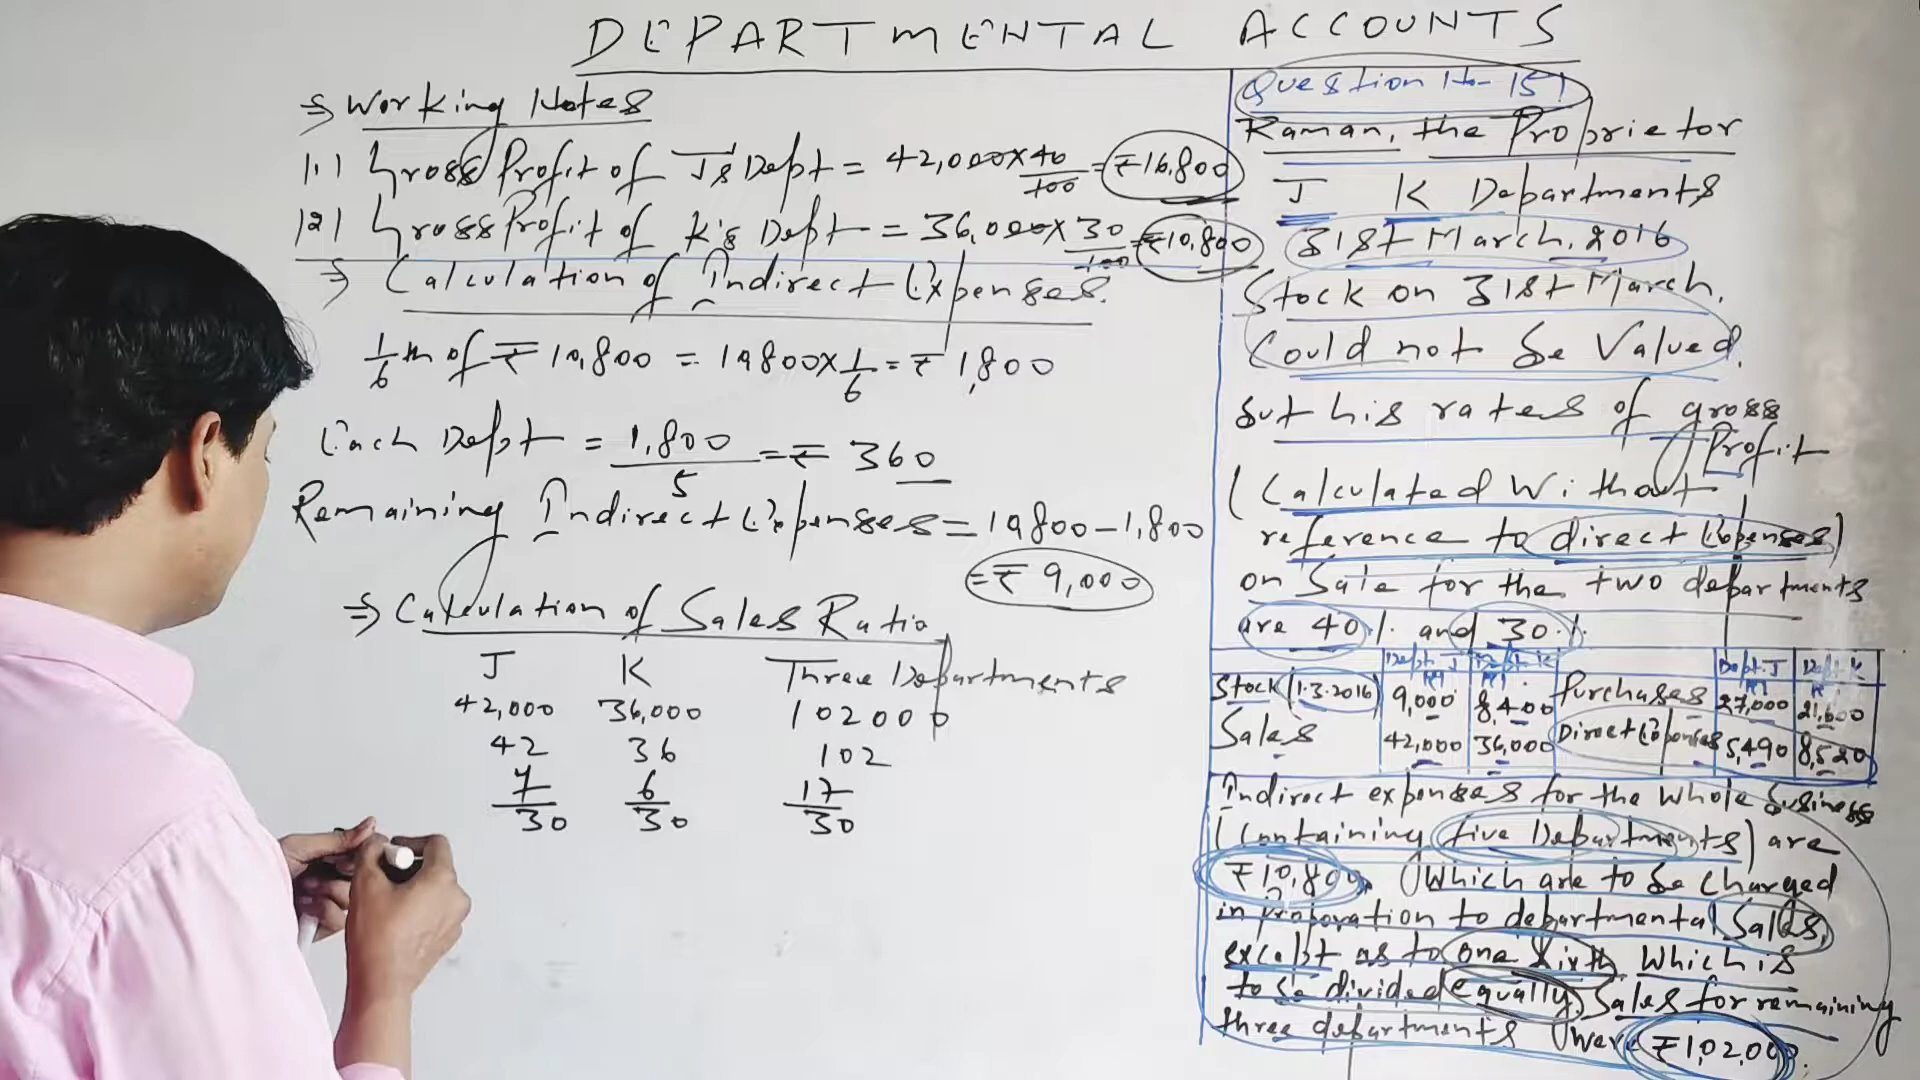 DEPARTMENTAL ACCOUNTS
⇒ Working Notes
|1.| Gross Profit of J's Dept = 42,000 × 40/100 = ₹16,800
|2| Gross Profit of K's Dept = 36,000 × 30/100 = ₹10,800
⇒ Calculation of Indirect Expenses.
1/6 th of ₹ 10,800 = 10800 × 1/6 = ₹ 1,800
Each Dept = 1,800/5 = ₹ 360
Remaining Indirect Expenses = 10800 – 1,800
= ₹ 9,000
⇒ Calculation of Sales Ratio
J K Three Departments
42,000 36,000 102000
42 36 102
7/30 6/30 17/30
Question No- 15|
Raman, the Proprietor
J K Departments
31st March, 2016
Stock on 31st March,
Could not be Valued.
but his rates of gross
Profit
(Calculated Without
reference to direct Expenses)
on Sale for the two departments
are 40%. and 30%.
Dept. J Dept. K Dept. J Dept. K
Stock (1.3.2016) 9,000 8,400 Purchases 27,000 21,600
Sales 42,000 36,000 Direct Expenses 5,490 8,520
Indirect expenses for the whole business
(Containing five Departments) are
₹10,800, Which are to be charged
in proporation to departmental Sales,
except as to one sixth Which is
to be divided equally. Sales for remaining
three departments were ₹1,02,000.